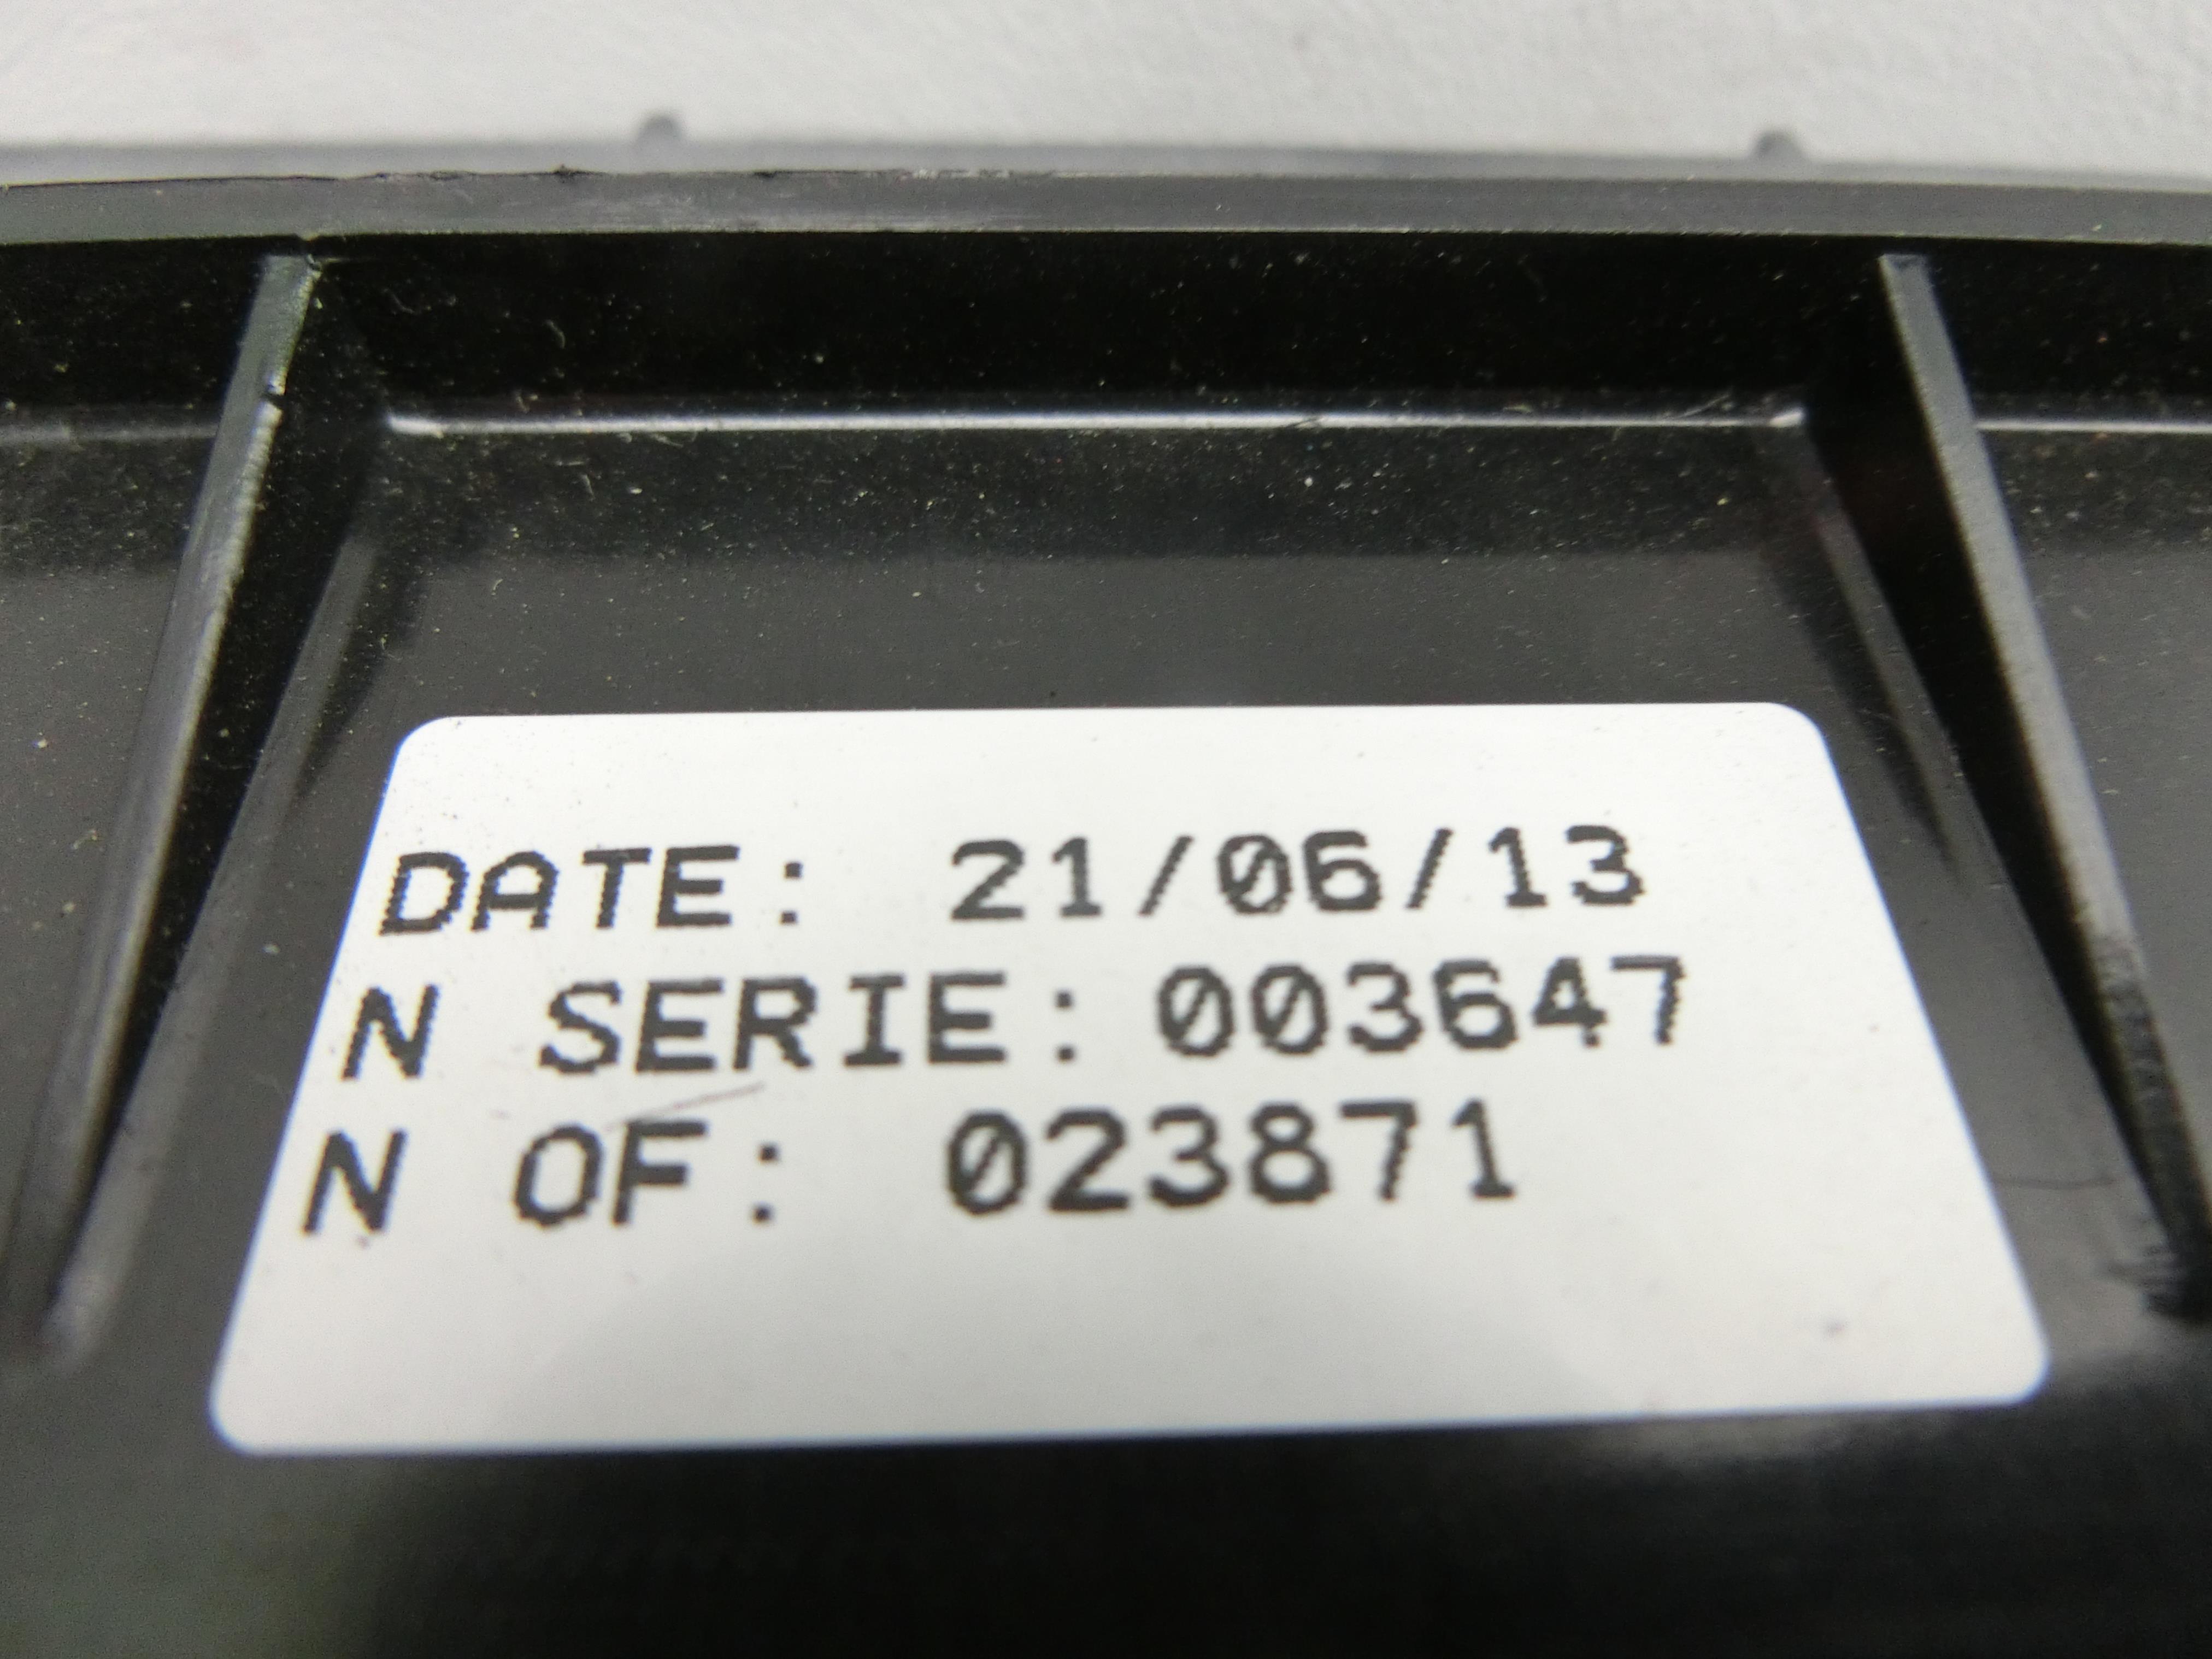 DATE: 21/06/13
N SERIE: 003647
N OF: 023871